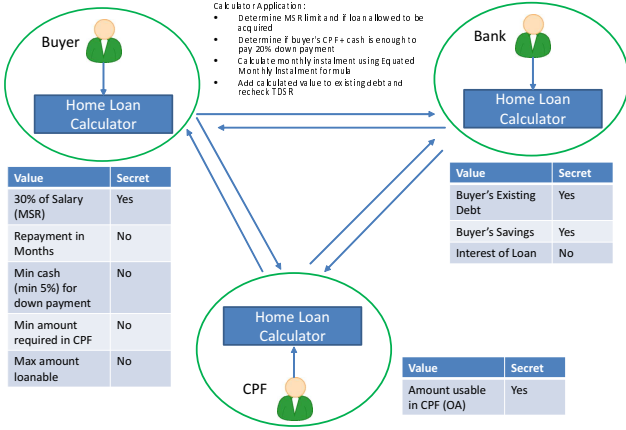 Calculator Application:
• Determine MSR limit and if loan allowed to be
acquired
• Determine if buyer's CPF + cash is enough to
pay 20% down payment
• Calculate monthly instalment using Equated
Monthly Instalment formula
• Add calculated value to existing debt and
recheck TDSR
Buyer
Home Loan
Calculator
Bank
Home Loan
Calculator
Value Secret
30% of Salary Yes
(MSR)
Repayment in No
Months
Min cash No
(min 5%) for
down payment
Min amount No
required in CPF
Max amount No
loanable
Value Secret
Buyer's Existing Yes
Debt
Buyer's Savings Yes
Interest of Loan No
Home Loan
Calculator
CPF
Value Secret
Amount usable Yes
in CPF (OA)